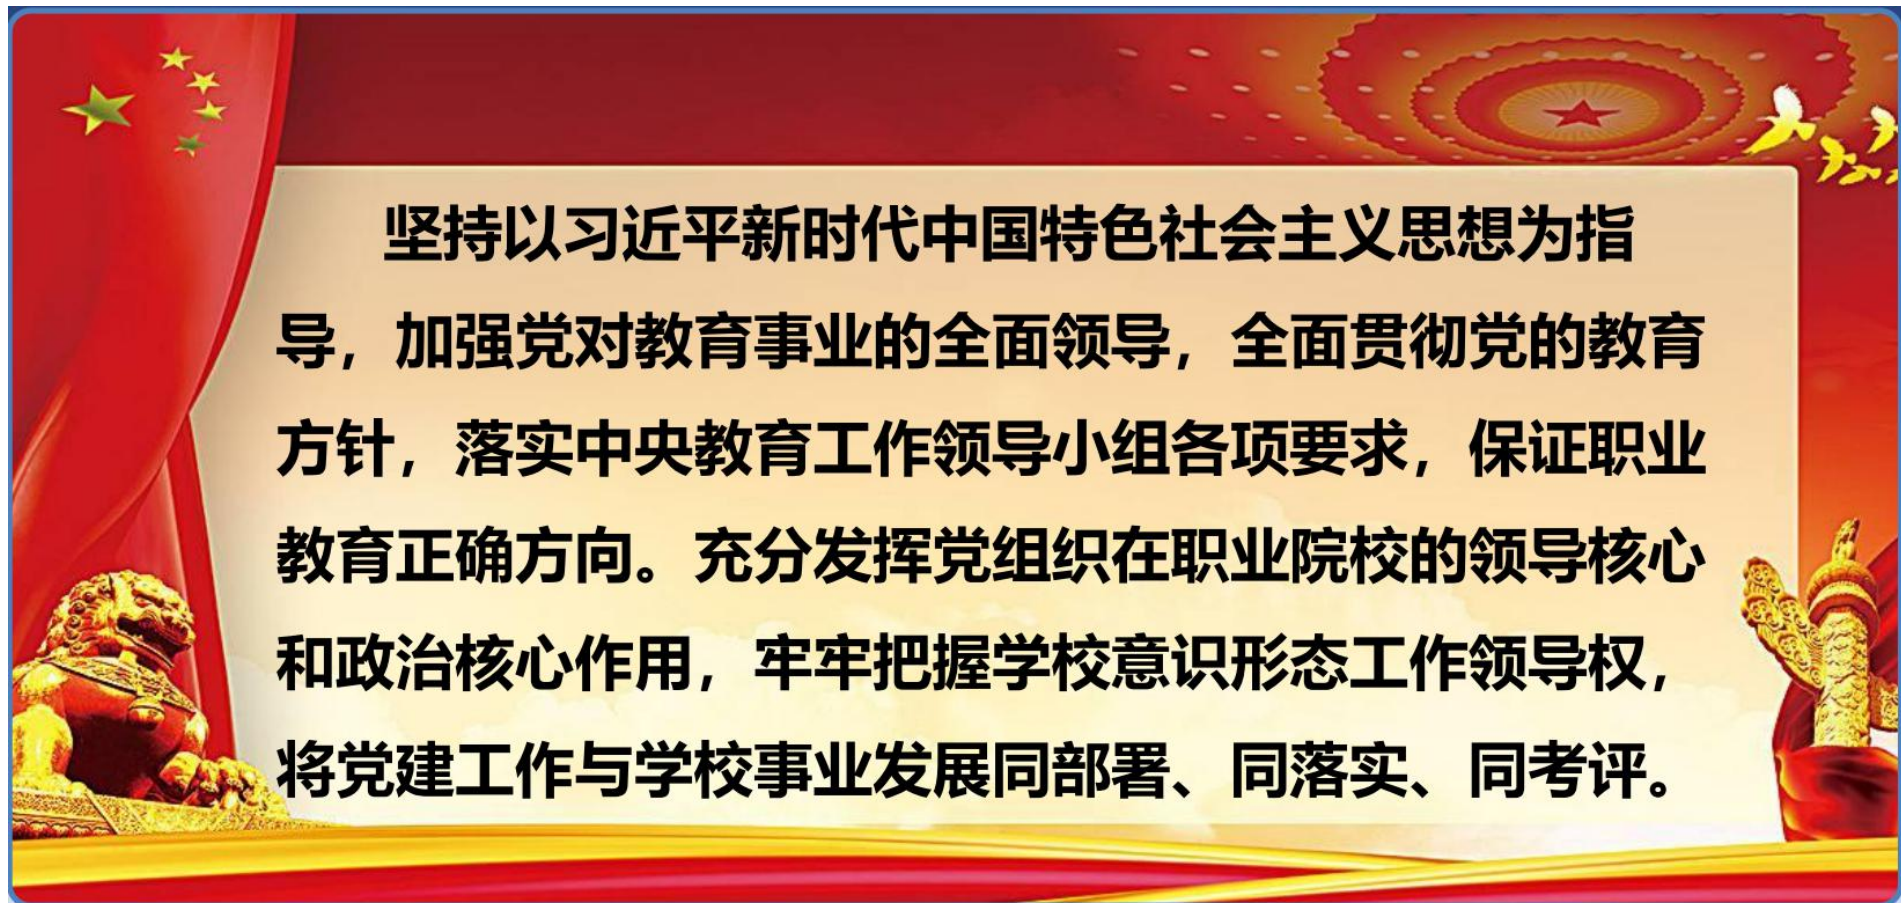 坚持以习近平新时代中国特色社会主义思想为指
导，加强党对教育事业的全面领导，全面贯彻党的教育
方针，落实中央教育工作领导小组各项要求，保证职业
教育正确方向。充分发挥党组织在职业院校的领导核心
和政治核心作用，牢牢把握学校意识形态工作领导权，
将党建工作与学校事业发展同部署、同落实、同考评。